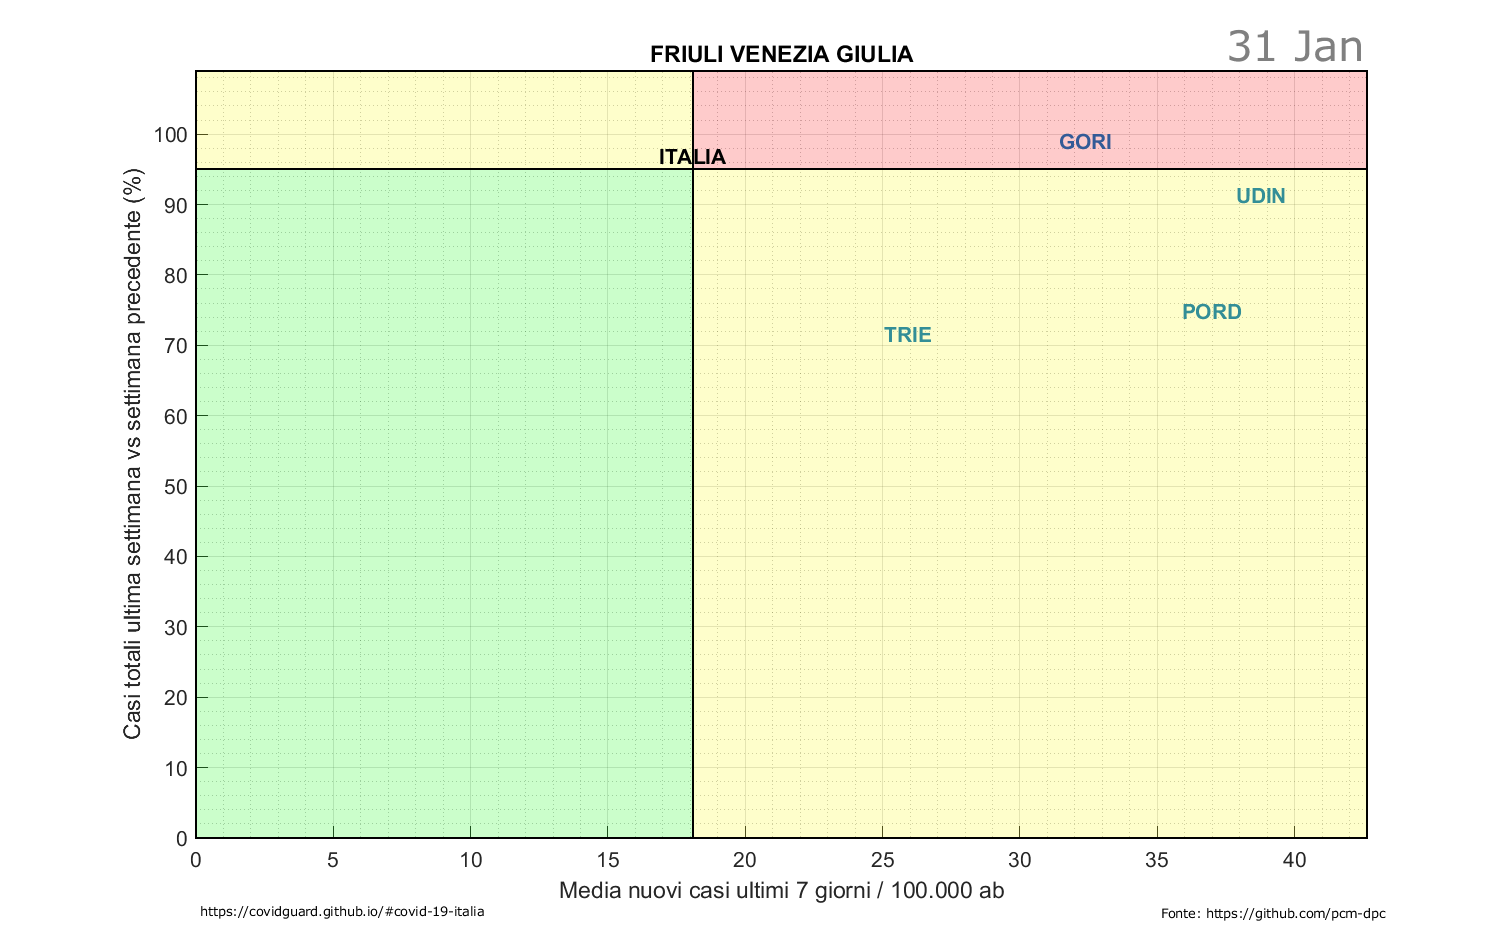 FRIULI VENEZIA GIULIA
31 Jan
Casi totali ultima settimana vs settimana precedente (%)
100
90
80
70
60
50
40
30
20
10
0
ITALIA
GORI
UDIN
PORD
TRIE
0 5 10 15 20 25 30 35 40
Media nuovi casi ultimi 7 giorni / 100.000 ab
https://covidguard.github.io/#covid-19-italia
Fonte: https://github.com/pcm-dpc